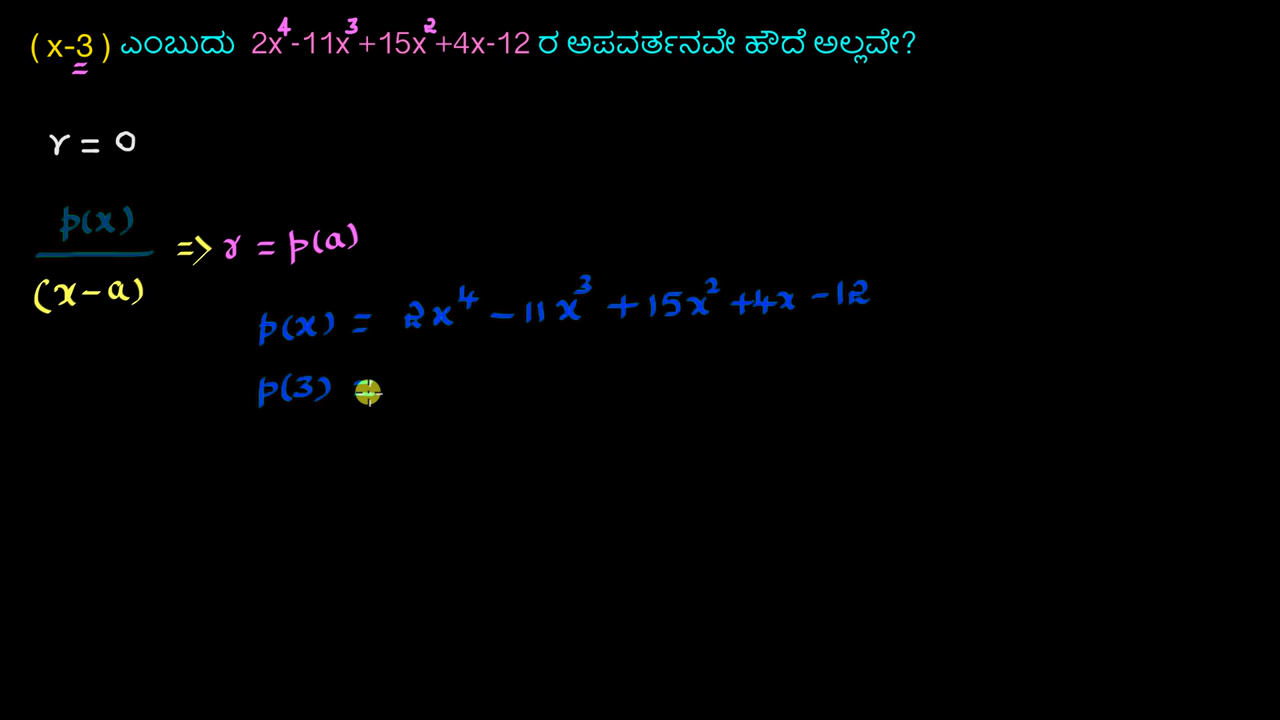 (x-3) ಎಂಬುದು 2x⁴-11x³+15x²+4x-12 ರ ಅಪವರ್ತನವೇ ಹೌದೆ ಅಲ್ಲವೇ?
r = 0
p(x)
(x-a) => r = p(a)
p(x) = 2x⁴ - 11x³ + 15x² + 4x - 12
p(3) =